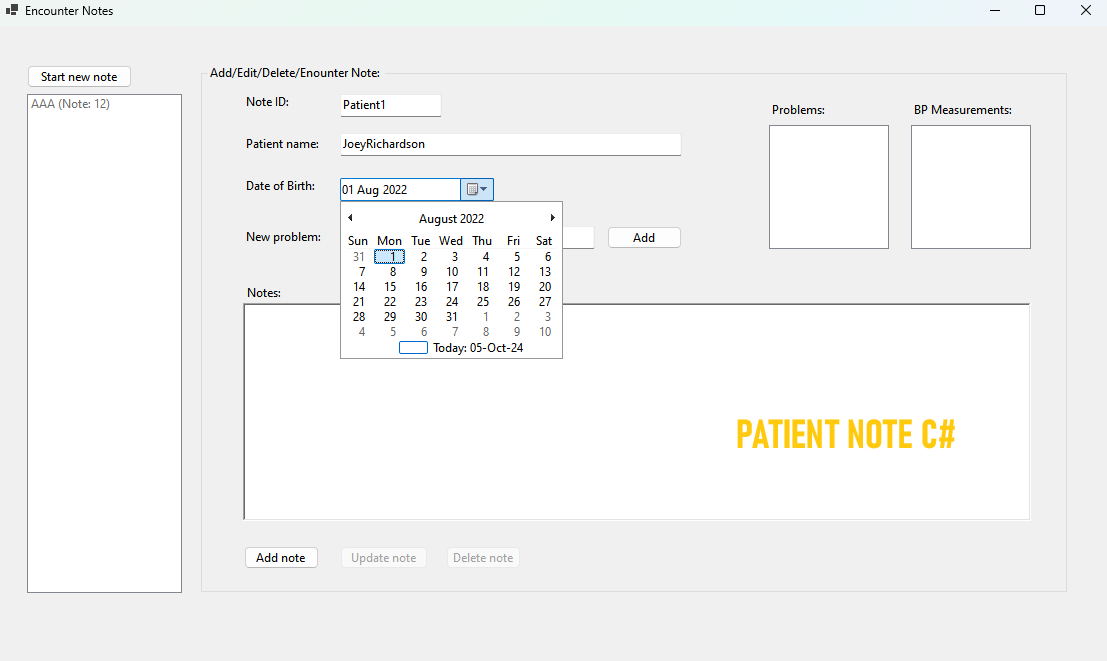 Encounter Notes
Start new note
AAA (Note: 12)
Add/Edit/Delete/Enounter Note:
Note ID: Patient1
Patient name: JoeyRichardson
Date of Birth: 01 Aug 2022
August 2022
Sun Mon Tue Wed Thu Fri Sat
31 1 2 3 4 5 6
7 8 9 10 11 12 13
14 15 16 17 18 19 20
21 22 23 24 25 26 27
28 29 30 31 1 2 3
4 5 6 7 8 9 10
Today: 05-Oct-24
New problem: Add
Problems: BP Measurements:
Notes:
PATIENT NOTE C#
Add note Update note Delete note